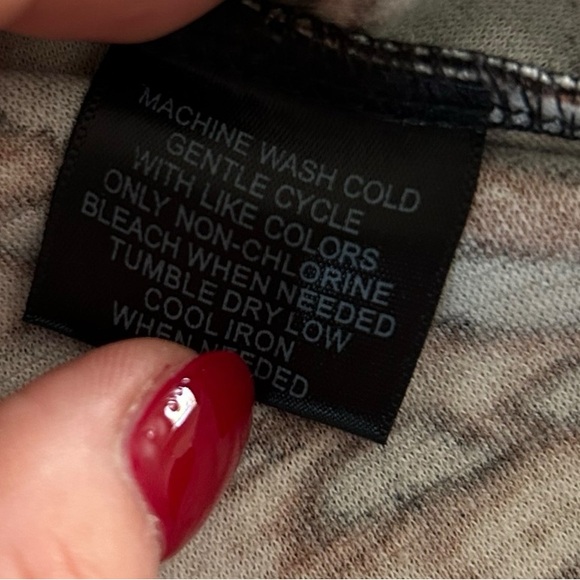 MACHINE WASH COLD
GENTLE CYCLE
WITH LIKE COLORS
ONLY NON-CHLORINE
BLEACH WHEN NEEDED
TUMBLE DRY LOW
COOL IRON
WHEN NEEDED